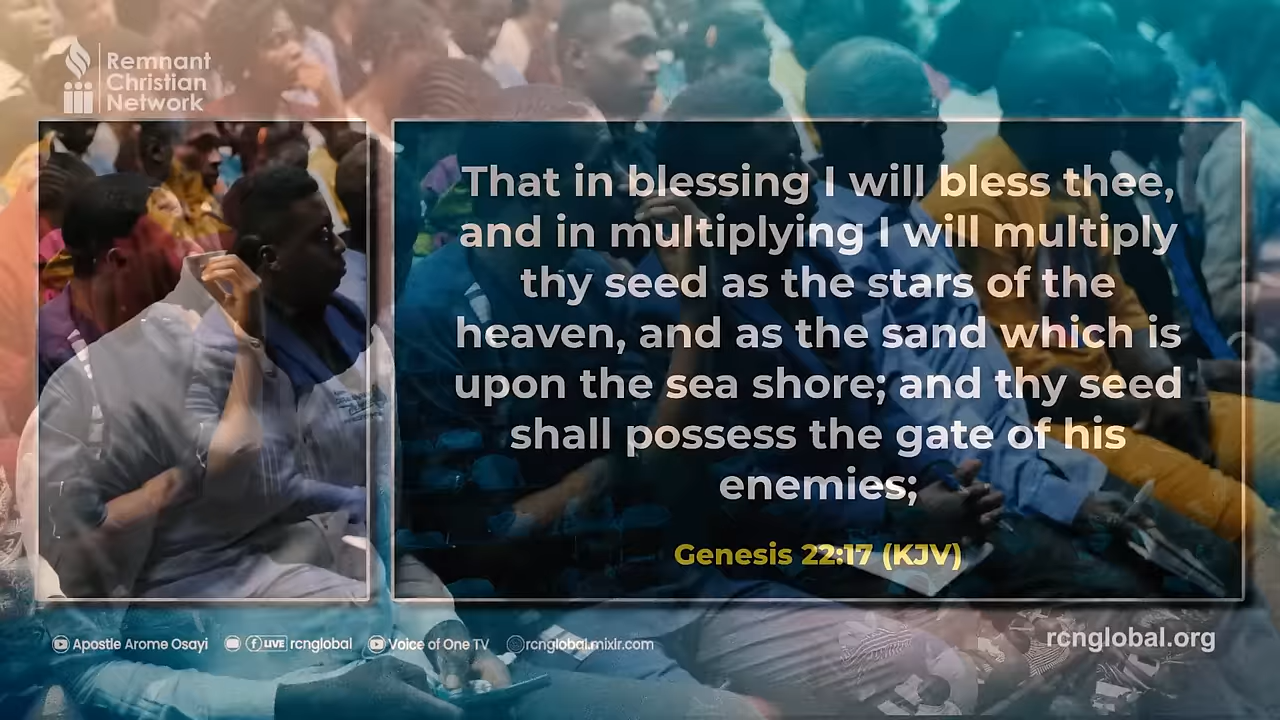 Remnant
Christian
Network
That in blessing I will bless thee,
and in multiplying I will multiply
thy seed as the stars of the
heaven, and as the sand which is
upon the sea shore; and thy seed
shall possess the gate of his
enemies;
Genesis 22:17 (KJV)
Apostle Arome Osayi LIVE rcnglobal Voice of One TV rcnglobal.mixlr.com
rcnglobal.org